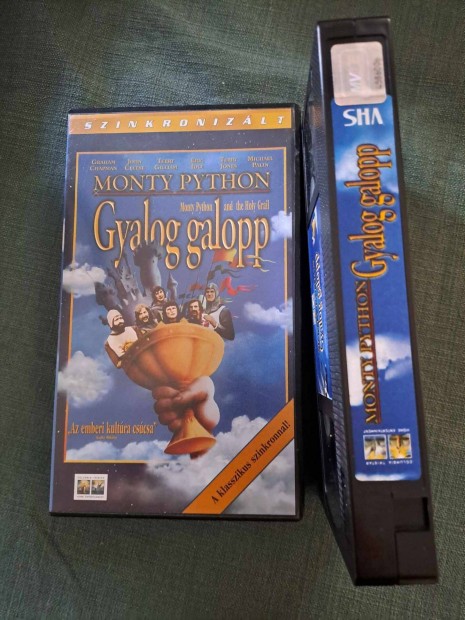 SZINKRONIZÁLT
GRAHAM CHAPMAN JOHN CLEESE TERRY GILLIAM ERIC IDLE TERRY JONES MICHAEL PALIN
MONTY PYTHON
Monty Python and the Holy Grail
Gyalog galopp
„Az emberi kultúra csúcsa"
A klasszikus szinkronnal!
VHS
MONTY PYTHON
Gyalog galopp